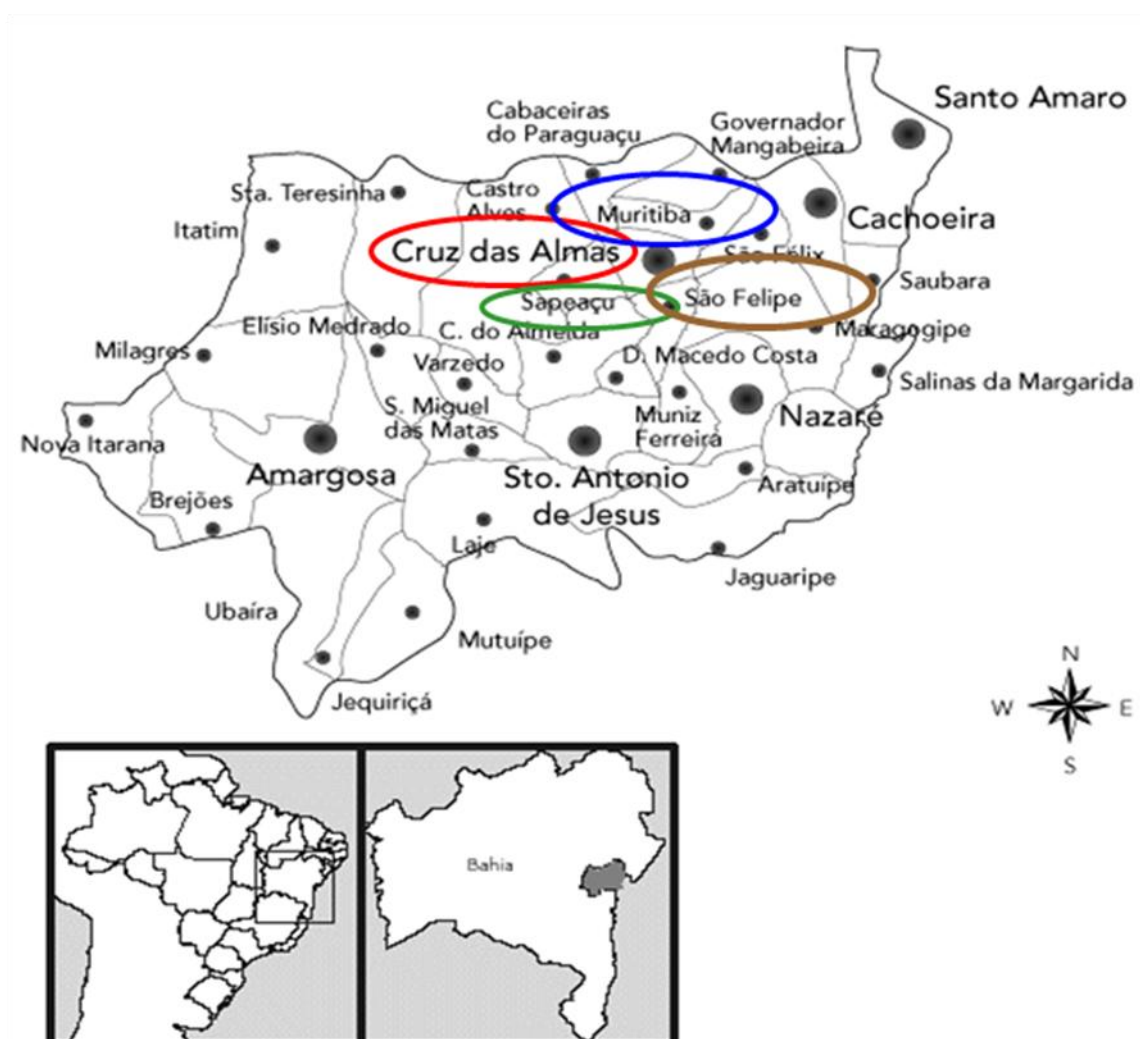 Santo Amaro
Cabaceiras
do Paraguaçu
Governador
Mangabeira
Sta. Teresinha
Castro
Alves
Muritiba
Cachoeira
Itatim
Cruz das Almas
São Félix
Saubara
Sapeaçu
São Felipe
Elísio Medrado
C. do Almeida
Maragogipe
Milagres
Varzedo
D. Macedo Costa
Salinas da Margarida
S. Miguel
das Matas
Muniz
Ferreira
Nazaré
Nova Itarana
Amargosa
Sto. Antonio
de Jesus
Aratuípe
Brejões
Laje
Jaguaripe
Ubaíra
Mutuípe
Jequiriçá
N
W
E
S
Bahia